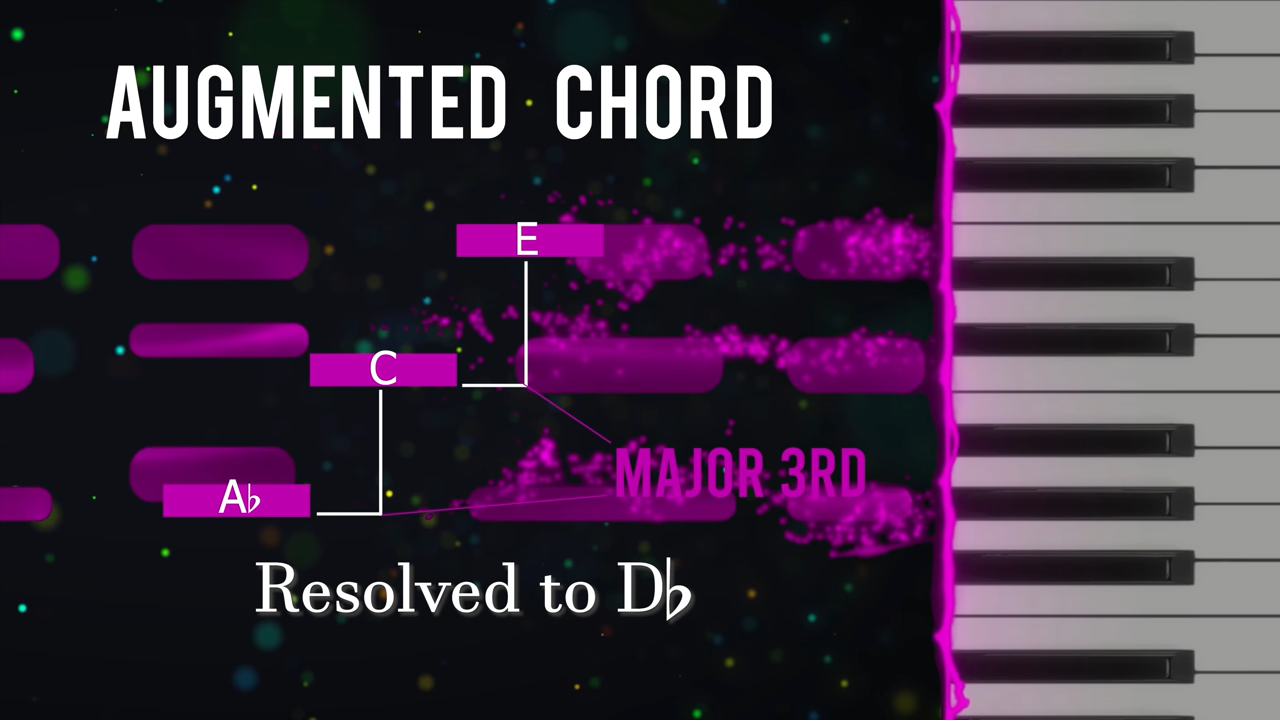 AUGMENTED CHORD
E
C
MAJOR 3RD
A♭
Resolved to D♭